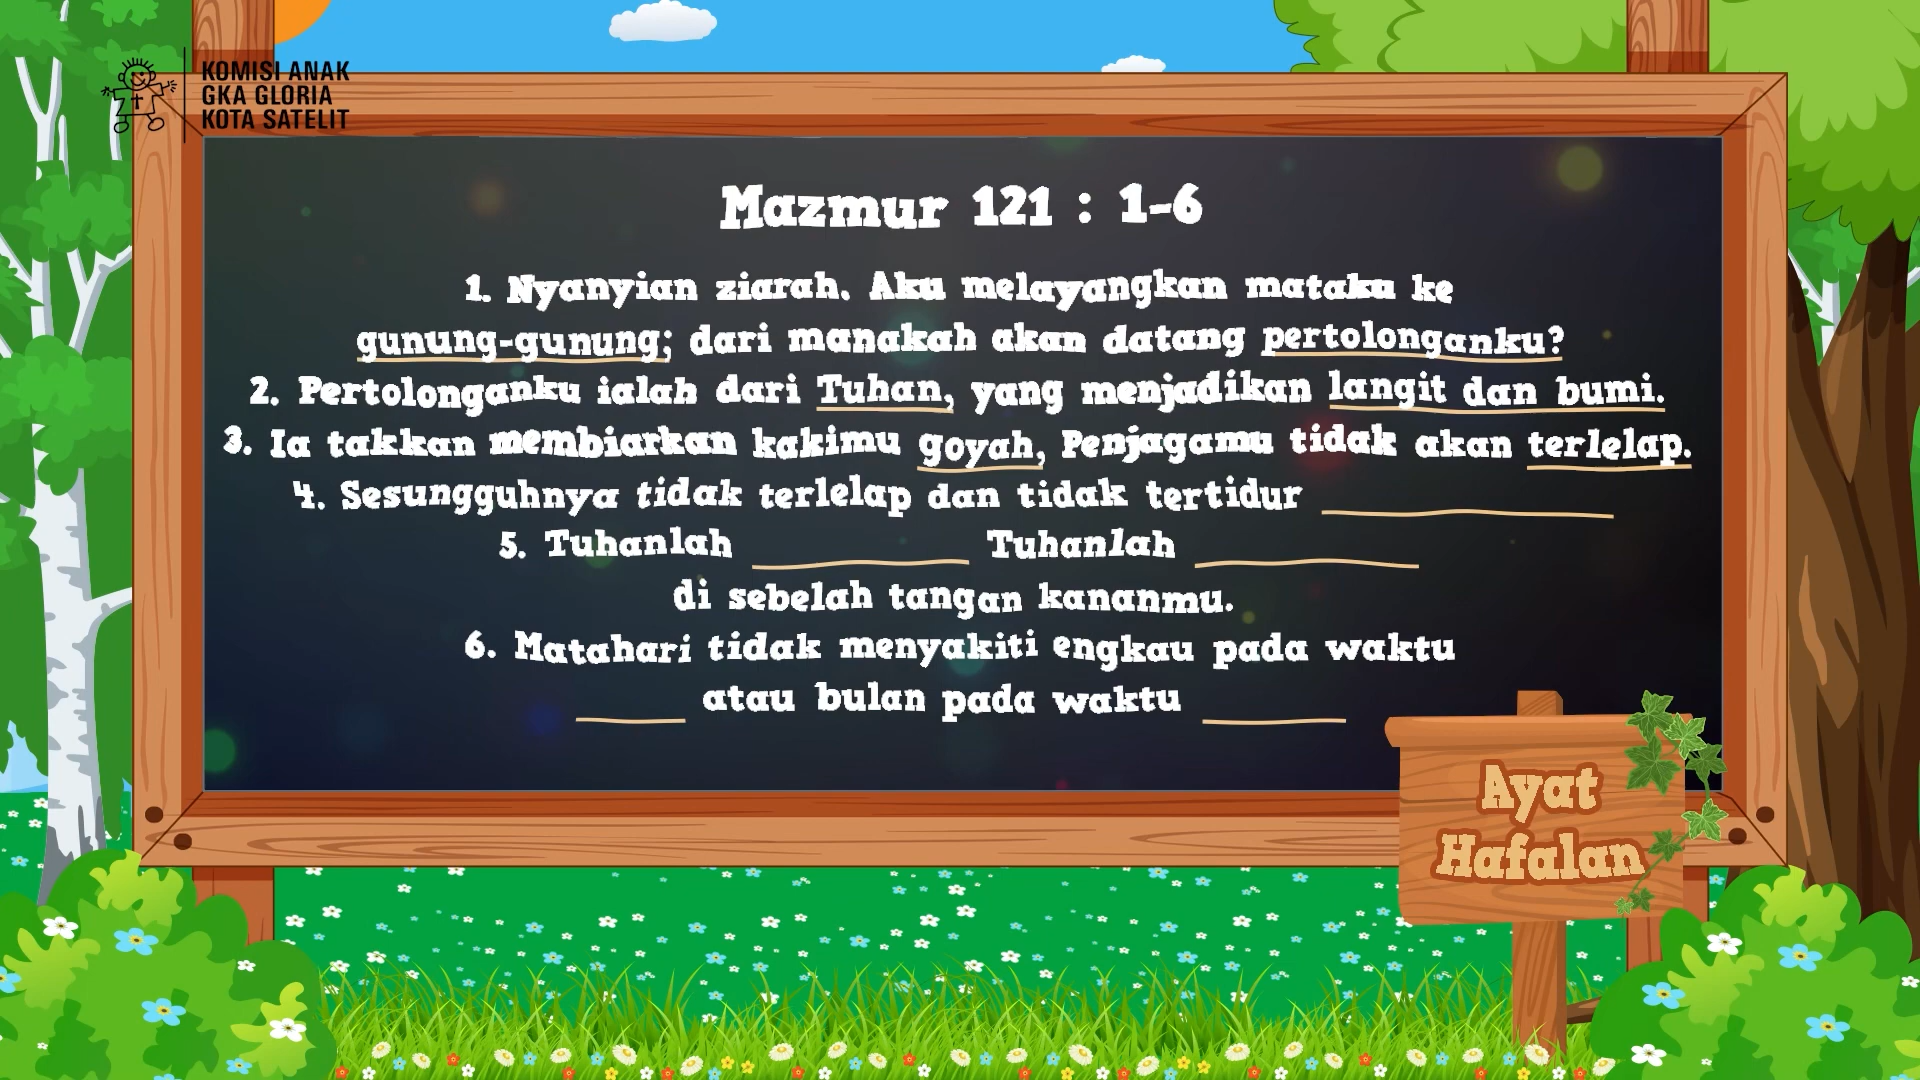 KOMISI ANAK
GKA GLORIA
KOTA SATELIT
Mazmur 121 : 1-6
1. Nyanyian ziarah. Aku melayangkan mataku ke
gunung-gunung; dari manakah akan datang pertolonganku?
2. Pertolonganku ialah dari Tuhan, yang menjadikan langit dan bumi.
3. Ia takkan membiarkan kakimu goyah, Penjagamu tidak akan terlelap.
4. Sesungguhnya tidak terlelap dan tidak tertidur
5. Tuhanlah Tuhanlah
di sebelah tangan kananmu.
6. Matahari tidak menyakiti engkau pada waktu
atau bulan pada waktu
Ayat
Hafalan